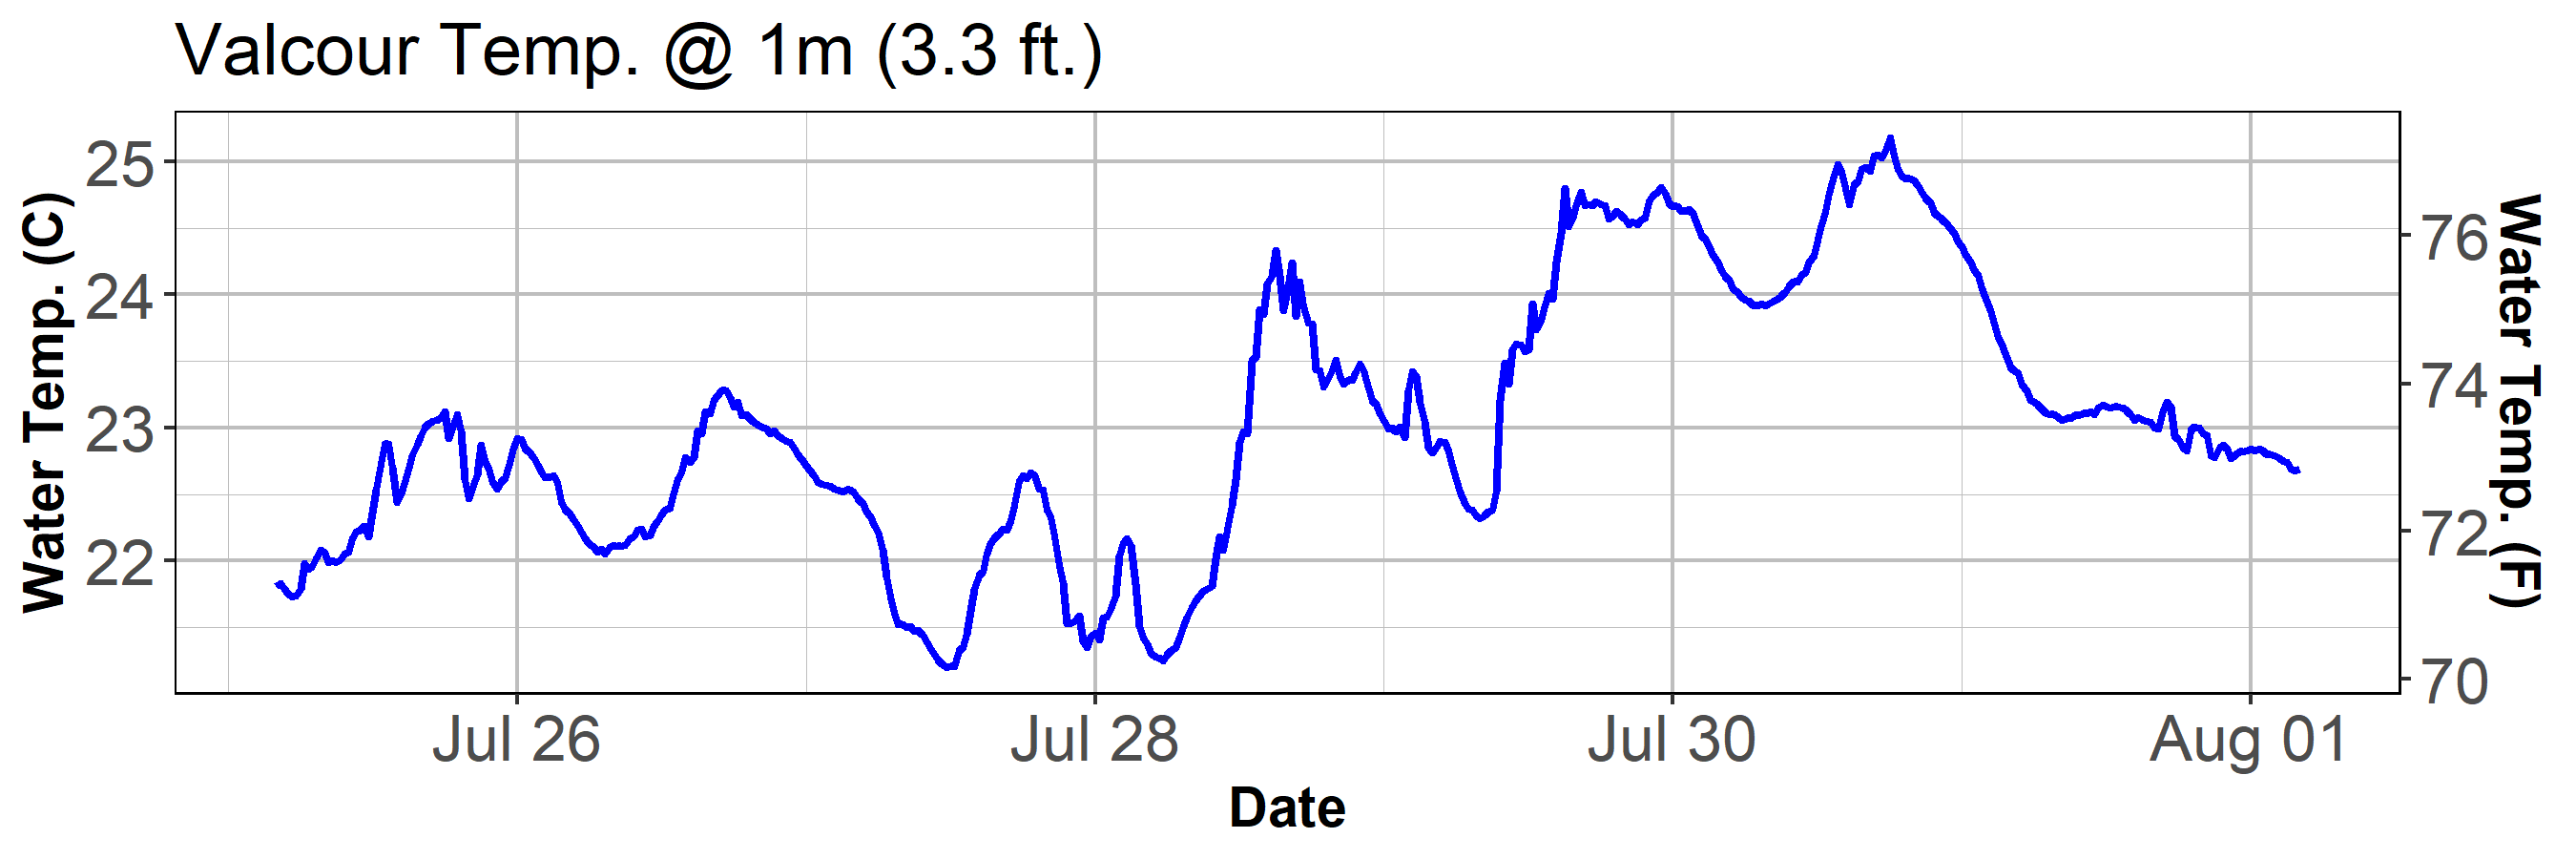 Valcour Temp. @ 1m (3.3 ft.)
Water Temp. (C)
25
24
23
22
Water Temp. (F)
76
74
72
70
Jul 26
Jul 28
Jul 30
Aug 01
Date